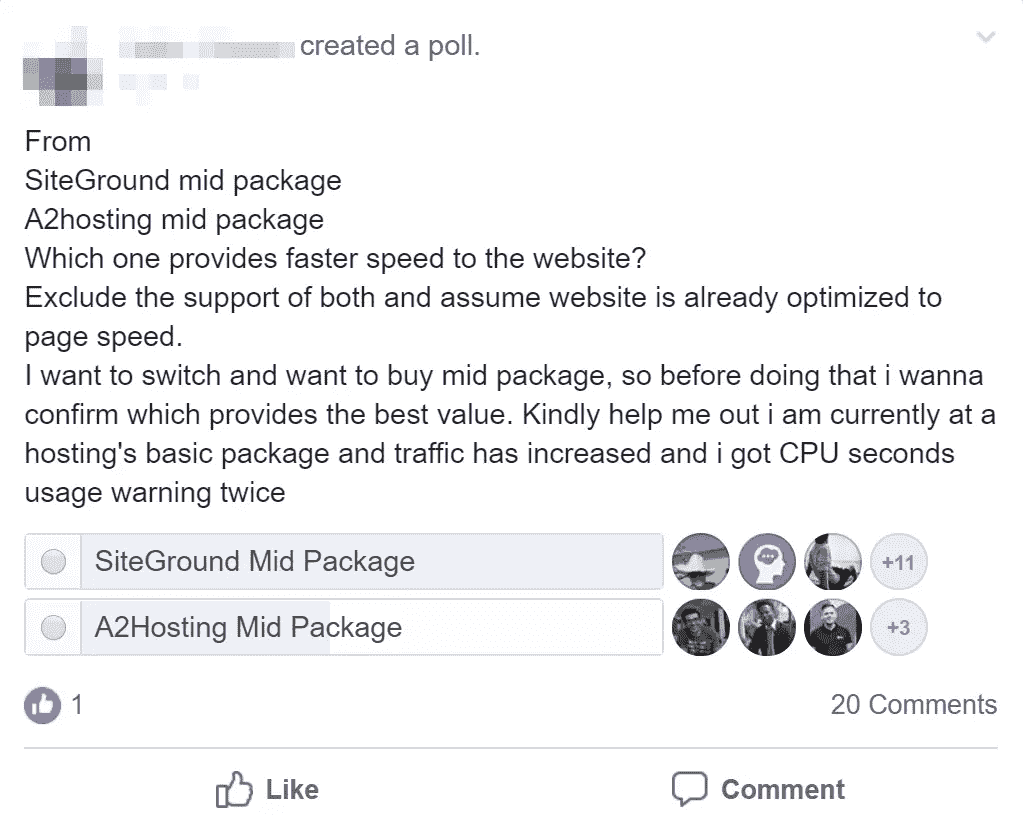 created a poll.
From
SiteGround mid package
A2hosting mid package
Which one provides faster speed to the website?
Exclude the support of both and assume website is already optimized to
page speed.
I want to switch and want to buy mid package, so before doing that i wanna
confirm which provides the best value. Kindly help me out i am currently at a
hosting's basic package and traffic has increased and i got CPU seconds
usage warning twice
SiteGround Mid Package
+11
A2Hosting Mid Package
+3
1
20 Comments
Like
Comment